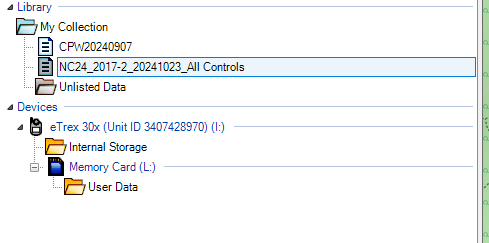 Library
My Collection
CPW20240907
NC24_2017-2_20241023_All Controls
Unlisted Data
Devices
eTrex 30x (Unit ID 3407428970) (I:)
Internal Storage
Memory Card (L:)
User Data